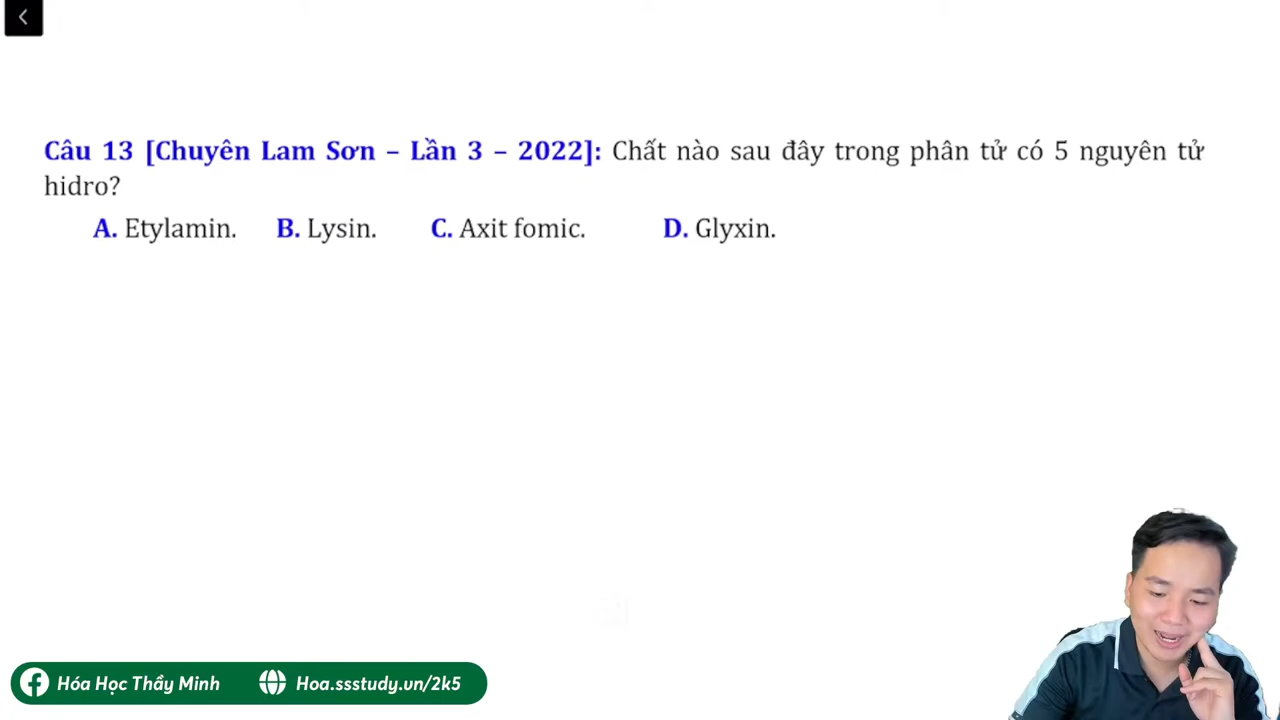 Câu 13 [Chuyên Lam Sơn – Lần 3 – 2022]: Chất nào sau đây trong phân tử có 5 nguyên tử
hidro?
A. Etylamin. B. Lysin. C. Axit fomic. D. Glyxin.
Hóa Học Thầy Minh Hoa.ssstudy.vn/2k5